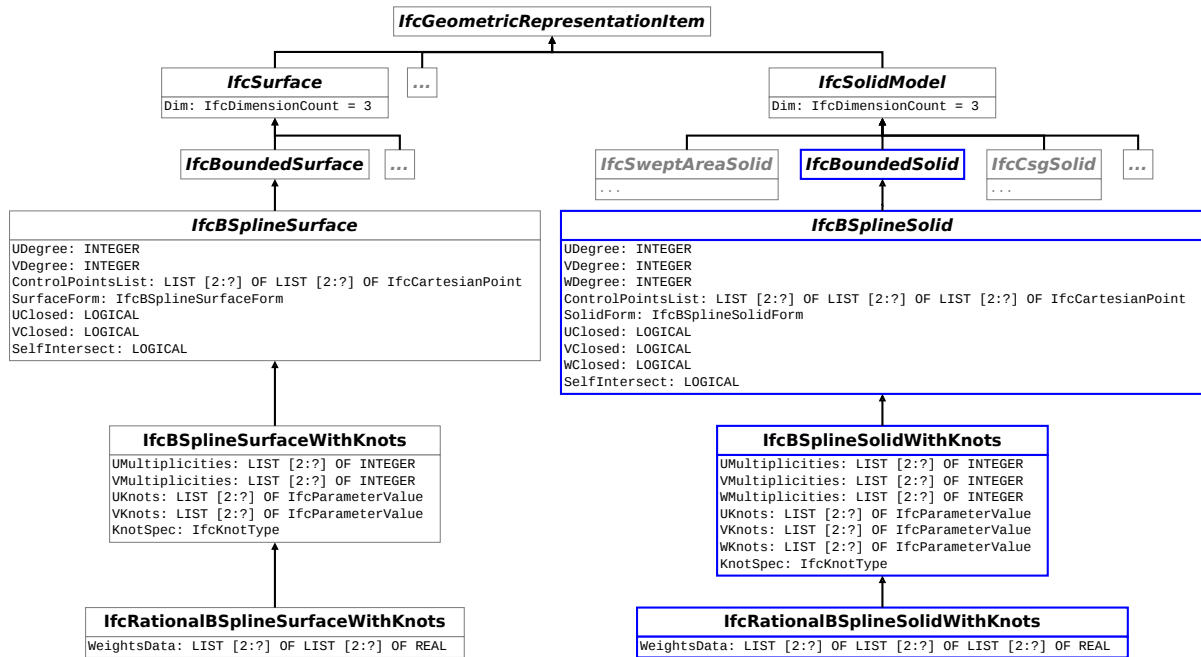 IfcGeometricRepresentationItem
IfcSurface
Dim: IfcDimensionCount = 3
...
IfcSolidModel
Dim: IfcDimensionCount = 3
IfcBoundedSurface
...
IfcSweptAreaSolid
...
IfcBoundedSolid
IfcCsgSolid
...
...
IfcBSplineSurface
UDegree: INTEGER
VDegree: INTEGER
ControlPointsList: LIST [2:?] OF LIST [2:?] OF IfcCartesianPoint
SurfaceForm: IfcBSplineSurfaceForm
UClosed: LOGICAL
VClosed: LOGICAL
SelfIntersect: LOGICAL
IfcBSplineSolid
UDegree: INTEGER
VDegree: INTEGER
WDegree: INTEGER
ControlPointsList: LIST [2:?] OF LIST [2:?] OF LIST [2:?] OF IfcCartesianPoint
SolidForm: IfcBSplineSolidForm
UClosed: LOGICAL
VClosed: LOGICAL
WClosed: LOGICAL
SelfIntersect: LOGICAL
IfcBSplineSurfaceWithKnots
UMultiplicities: LIST [2:?] OF INTEGER
VMultiplicities: LIST [2:?] OF INTEGER
UKnots: LIST [2:?] OF IfcParameterValue
VKnots: LIST [2:?] OF IfcParameterValue
KnotSpec: IfcKnotType
IfcBSplineSolidWithKnots
UMultiplicities: LIST [2:?] OF INTEGER
VMultiplicities: LIST [2:?] OF INTEGER
WMultiplicities: LIST [2:?] OF INTEGER
UKnots: LIST [2:?] OF IfcParameterValue
VKnots: LIST [2:?] OF IfcParameterValue
WKnots: LIST [2:?] OF IfcParameterValue
KnotSpec: IfcKnotType
IfcRationalBSplineSurfaceWithKnots
WeightsData: LIST [2:?] OF LIST [2:?] OF REAL
IfcRationalBSplineSolidWithKnots
WeightsData: LIST [2:?] OF LIST [2:?] OF LIST [2:?] OF REAL